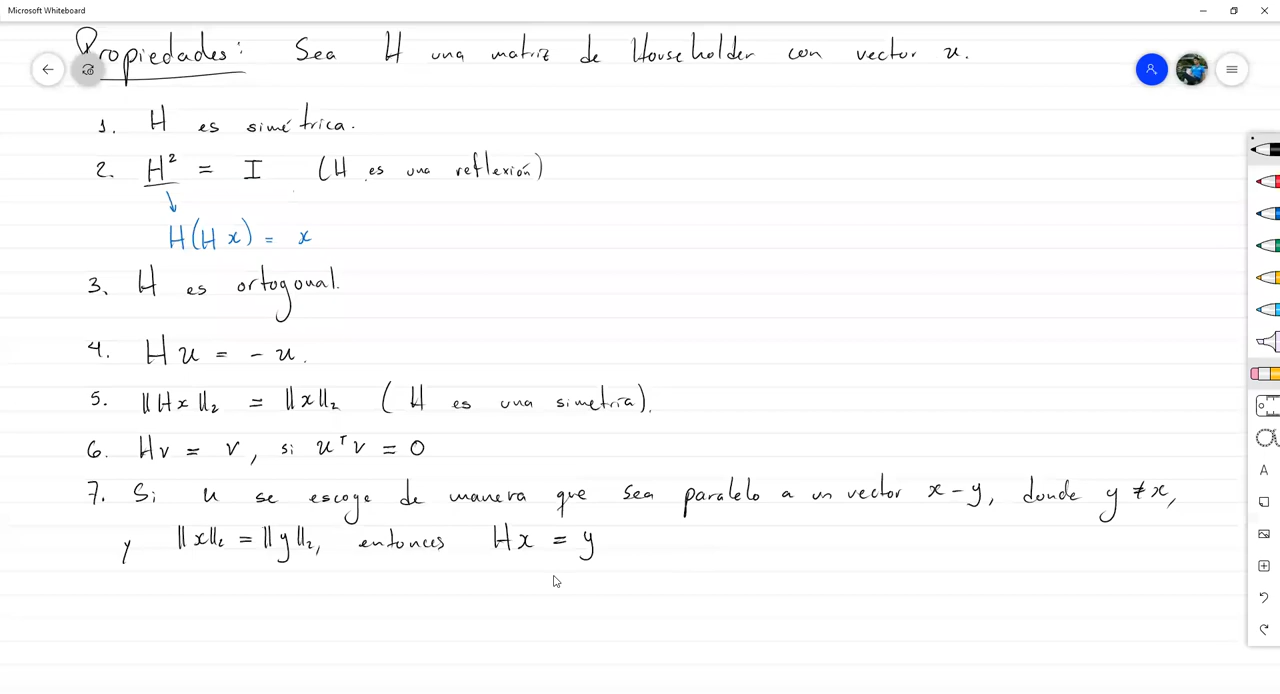 Microsoft Whiteboard
Propiedades: Sea H una matriz de Householder con vector u.
1. H es simétrica.
2. H² = I (H es una reflexión)
H(Hx) = x
3. H es ortogonal.
4. Hu = -u.
5. ||Hx||₂ = ||x||₂ (H es una simetría).
6. Hv = v, si uᵀv = 0
7. Si u se escoge de manera que sea paralelo a un vector x-y, donde y ≠ x,
y ||x||₂ = ||y||₂, entonces Hx = y
A